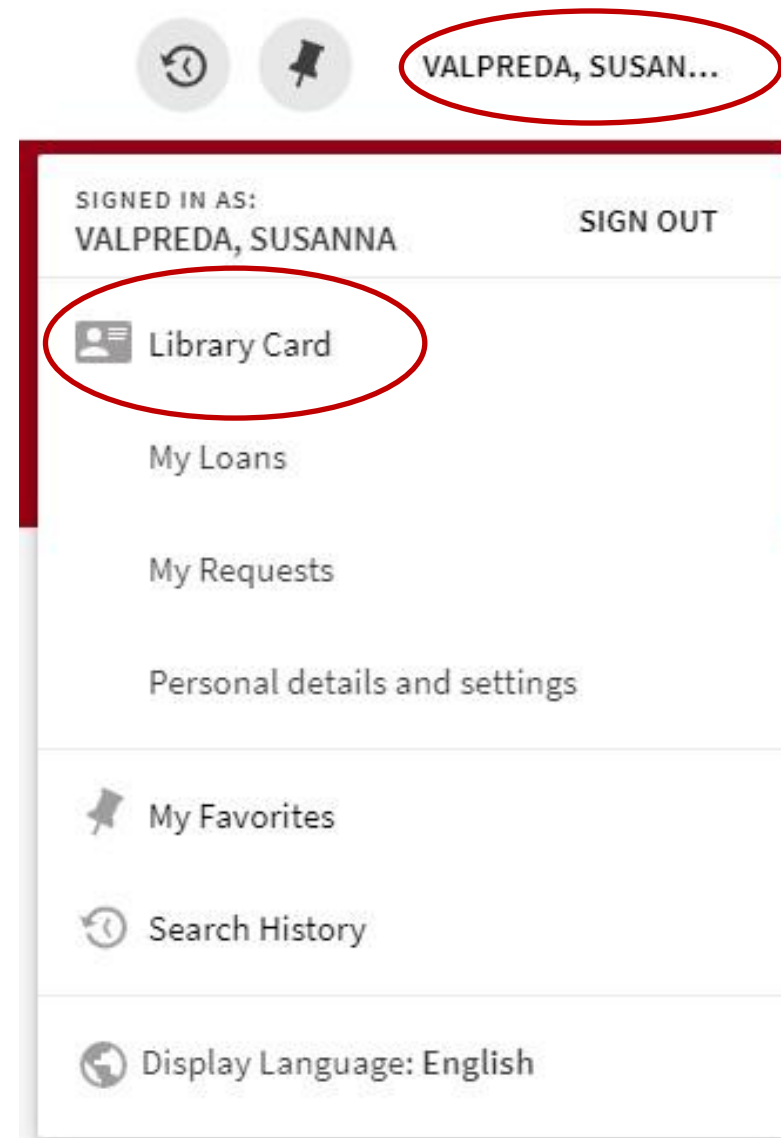 VALPREDA, SUSAN...
SIGNED IN AS:
VALPREDA, SUSANNA
SIGN OUT
Library Card
My Loans
My Requests
Personal details and settings
My Favorites
Search History
Display Language: English